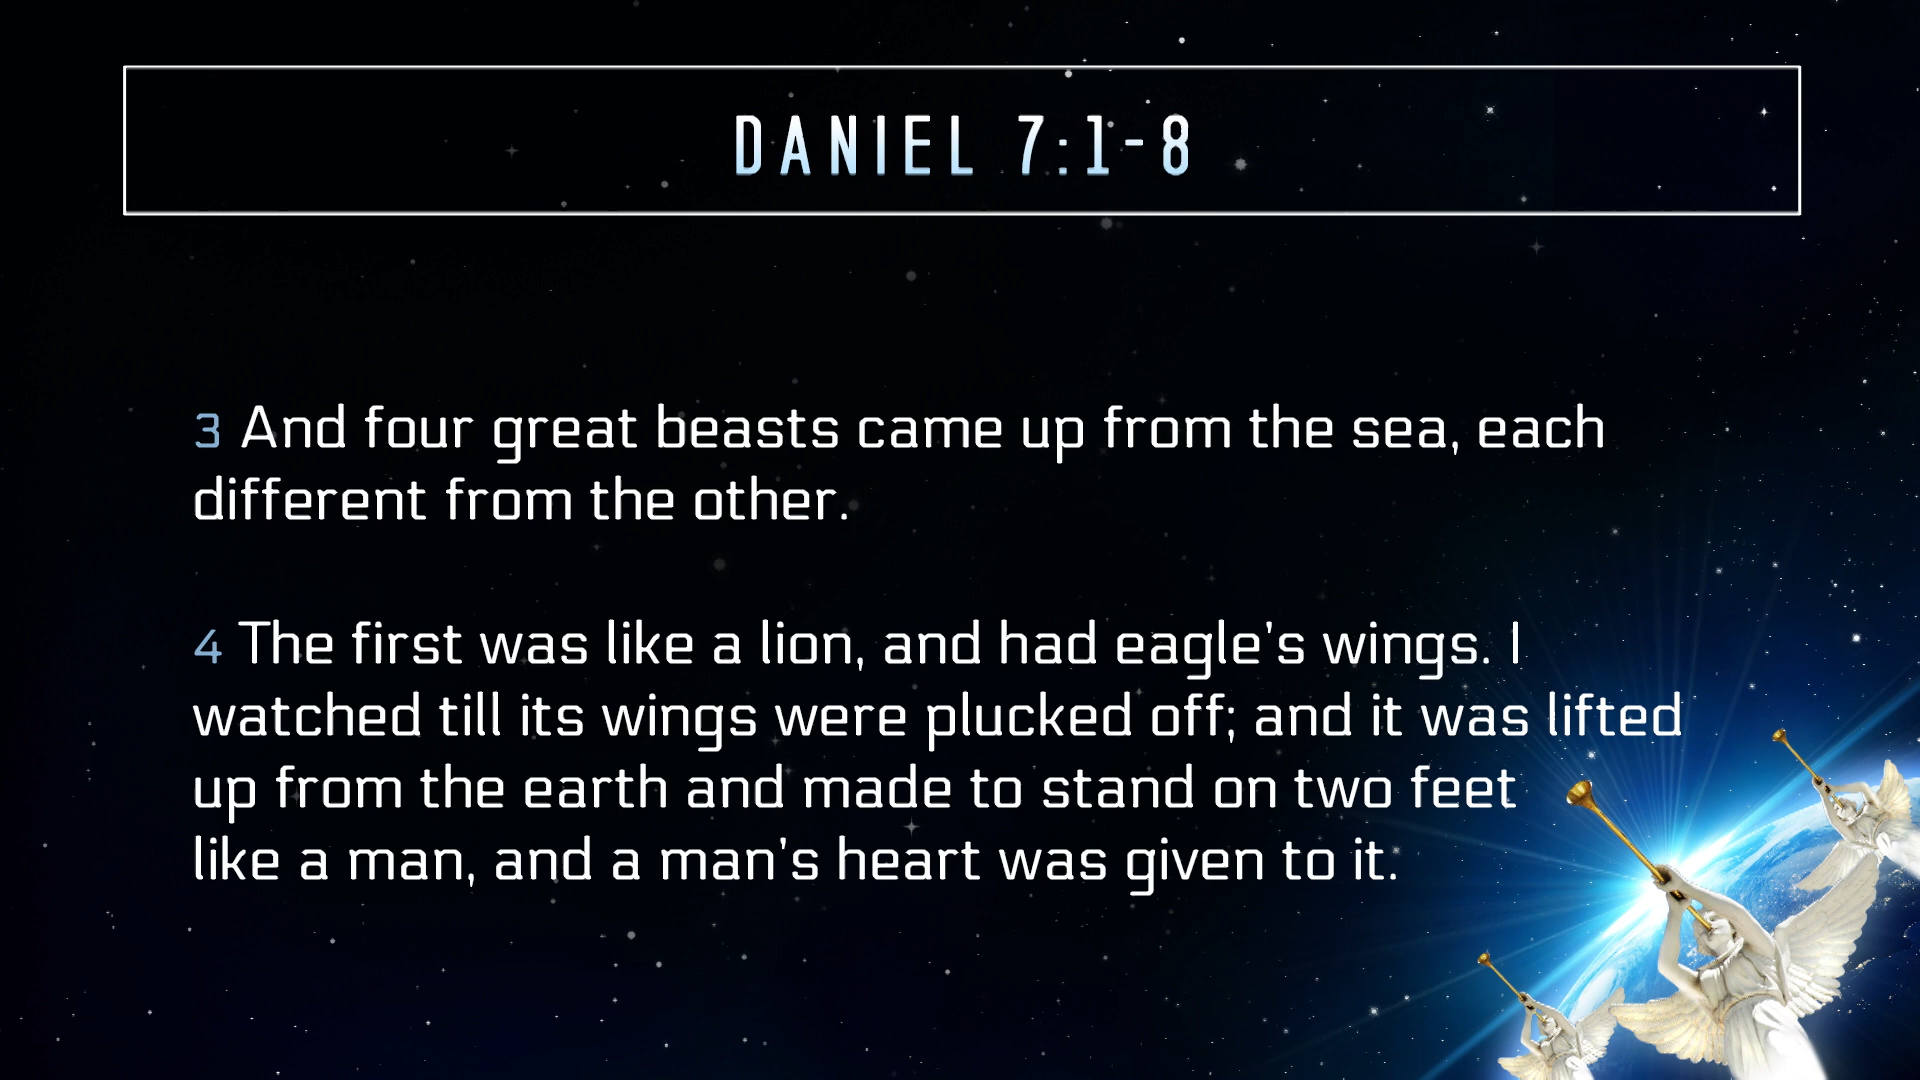 DANIEL 7:1-8
3 And four great beasts came up from the sea, each
different from the other.
4 The first was like a lion, and had eagle's wings. I
watched till its wings were plucked off; and it was lifted
up from the earth and made to stand on two feet
like a man, and a man's heart was given to it.